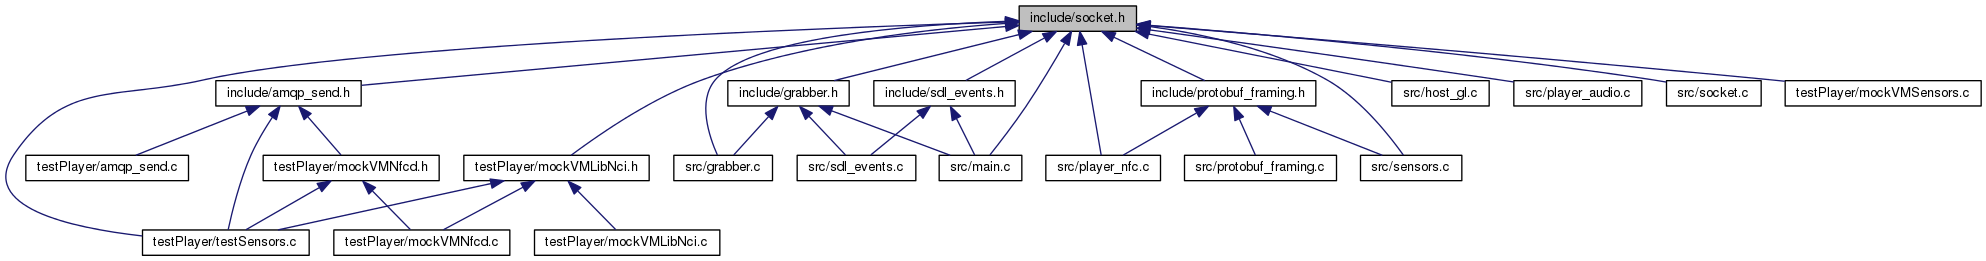 include/socket.h
include/amqp_send.h
include/grabber.h
include/sdl_events.h
include/protobuf_framing.h
src/host_gl.c
src/player_audio.c
src/socket.c
testPlayer/mockVMSensors.c
testPlayer/amqp_send.c
testPlayer/mockVMNfcd.h
testPlayer/mockVMLibNci.h
src/grabber.c
src/sdl_events.c
src/main.c
src/player_nfc.c
src/protobuf_framing.c
src/sensors.c
testPlayer/testSensors.c
testPlayer/mockVMNfcd.c
testPlayer/mockVMLibNci.c